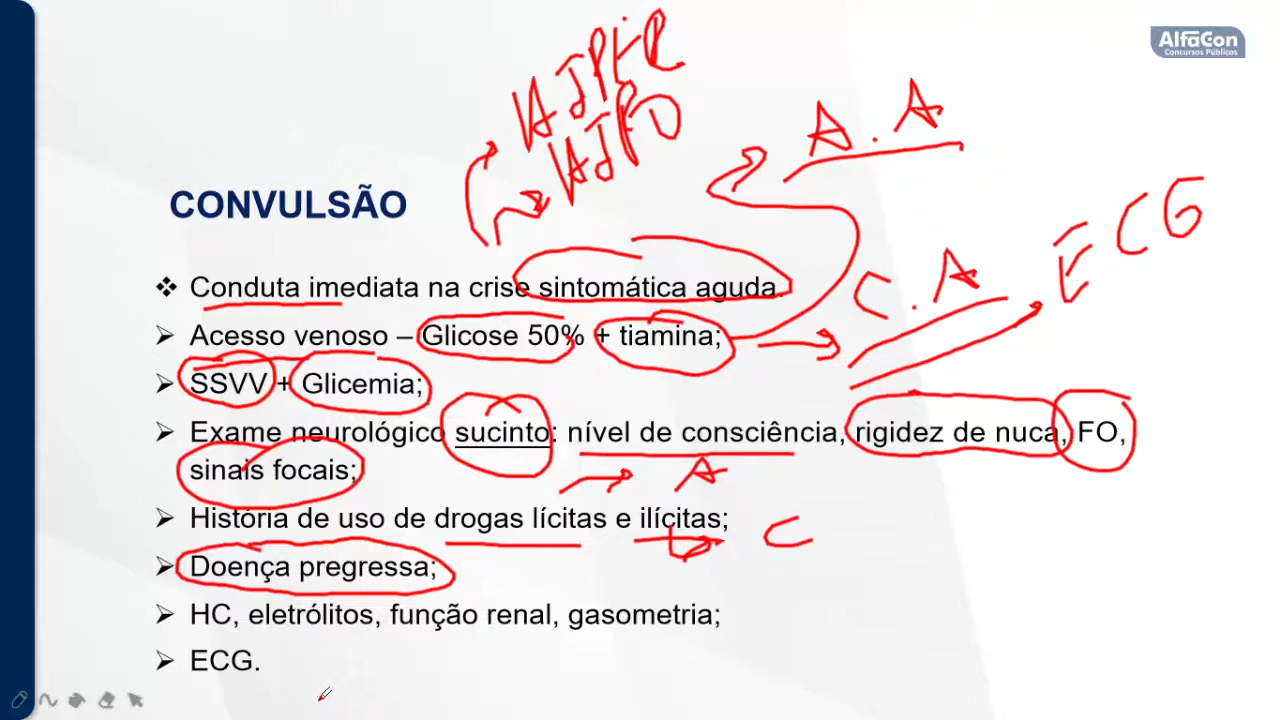 AlfaCon
Concursos Públicos
A.A
CONVULSÃO
ECG
C.A
❖ Conduta imediata na crise sintomática aguda.
➢ Acesso venoso – Glicose 50% + tiamina;
➢ SSVV + Glicemia;
➢ Exame neurológico sucinto: nível de consciência, rigidez de nuca, FO,
sinais focais;
A
➢ História de uso de drogas lícitas e ilícitas;
C
➢ Doença pregressa;
➢ HC, eletrólitos, função renal, gasometria;
➢ ECG.